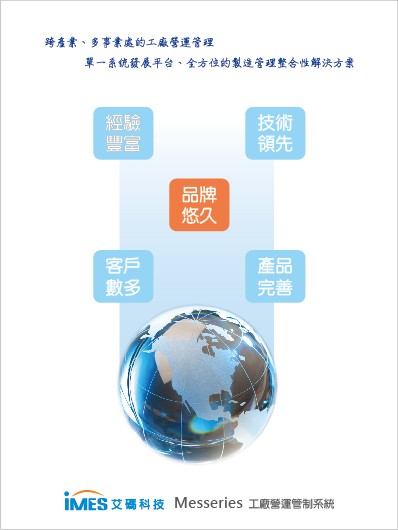 跨產業、多事業處的工廠營運管理
單一系統發展平台、全方位的製造管理整合性解決方案
經驗
豐富
技術
領先
品牌
悠久
客戶
數多
產品
完善
iMES 艾碼科技 Messeries 工廠營運管制系統